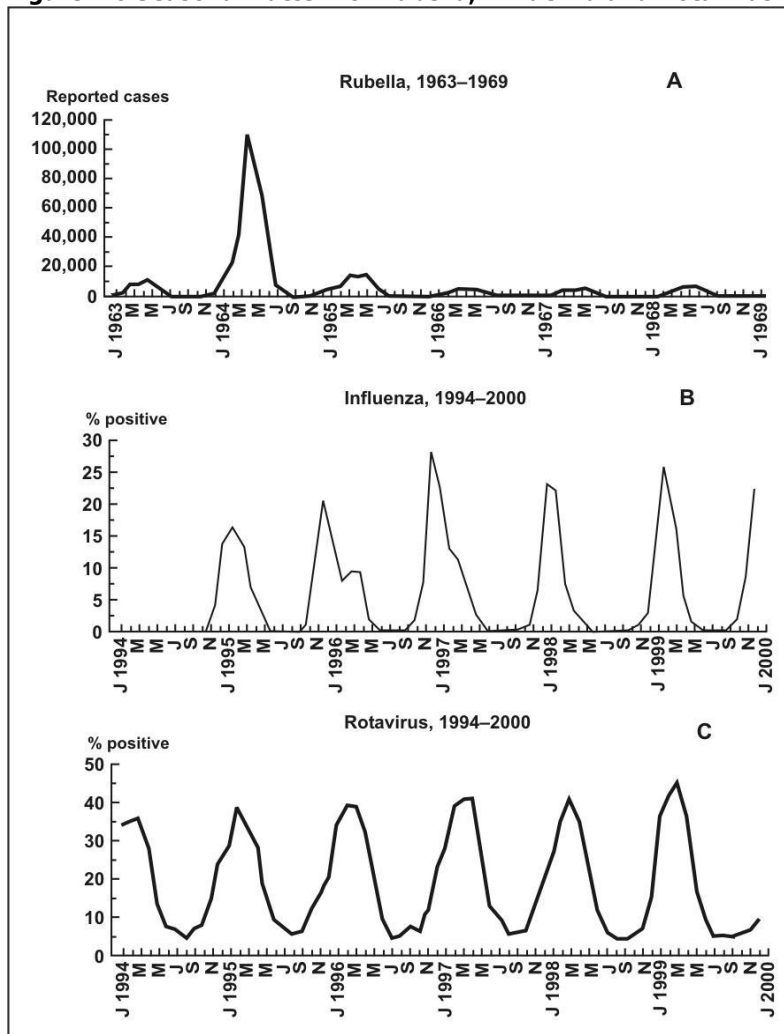 Rubella, 1963–1969
A
Reported cases
120,000
100,000
80,000
60,000
40,000
20,000
0
J 1963 M M J S N J 1964 M M J S N J 1965 M M J S N J 1966 M M J S N J 1967 M M J S N J 1968 M M J S N J 1969
Influenza, 1994–2000
B
% positive
30
25
20
15
10
5
0
J 1994 M M J S N J 1995 M M J S N J 1996 M M J S N J 1997 M M J S N J 1998 M M J S N J 1999 M M J S N J 2000
Rotavirus, 1994–2000
C
% positive
50
40
30
20
10
0
J 1994 M M J S N J 1995 M M J S N J 1996 M M J S N J 1997 M M J S N J 1998 M M J S N J 1999 M M J S N J 2000